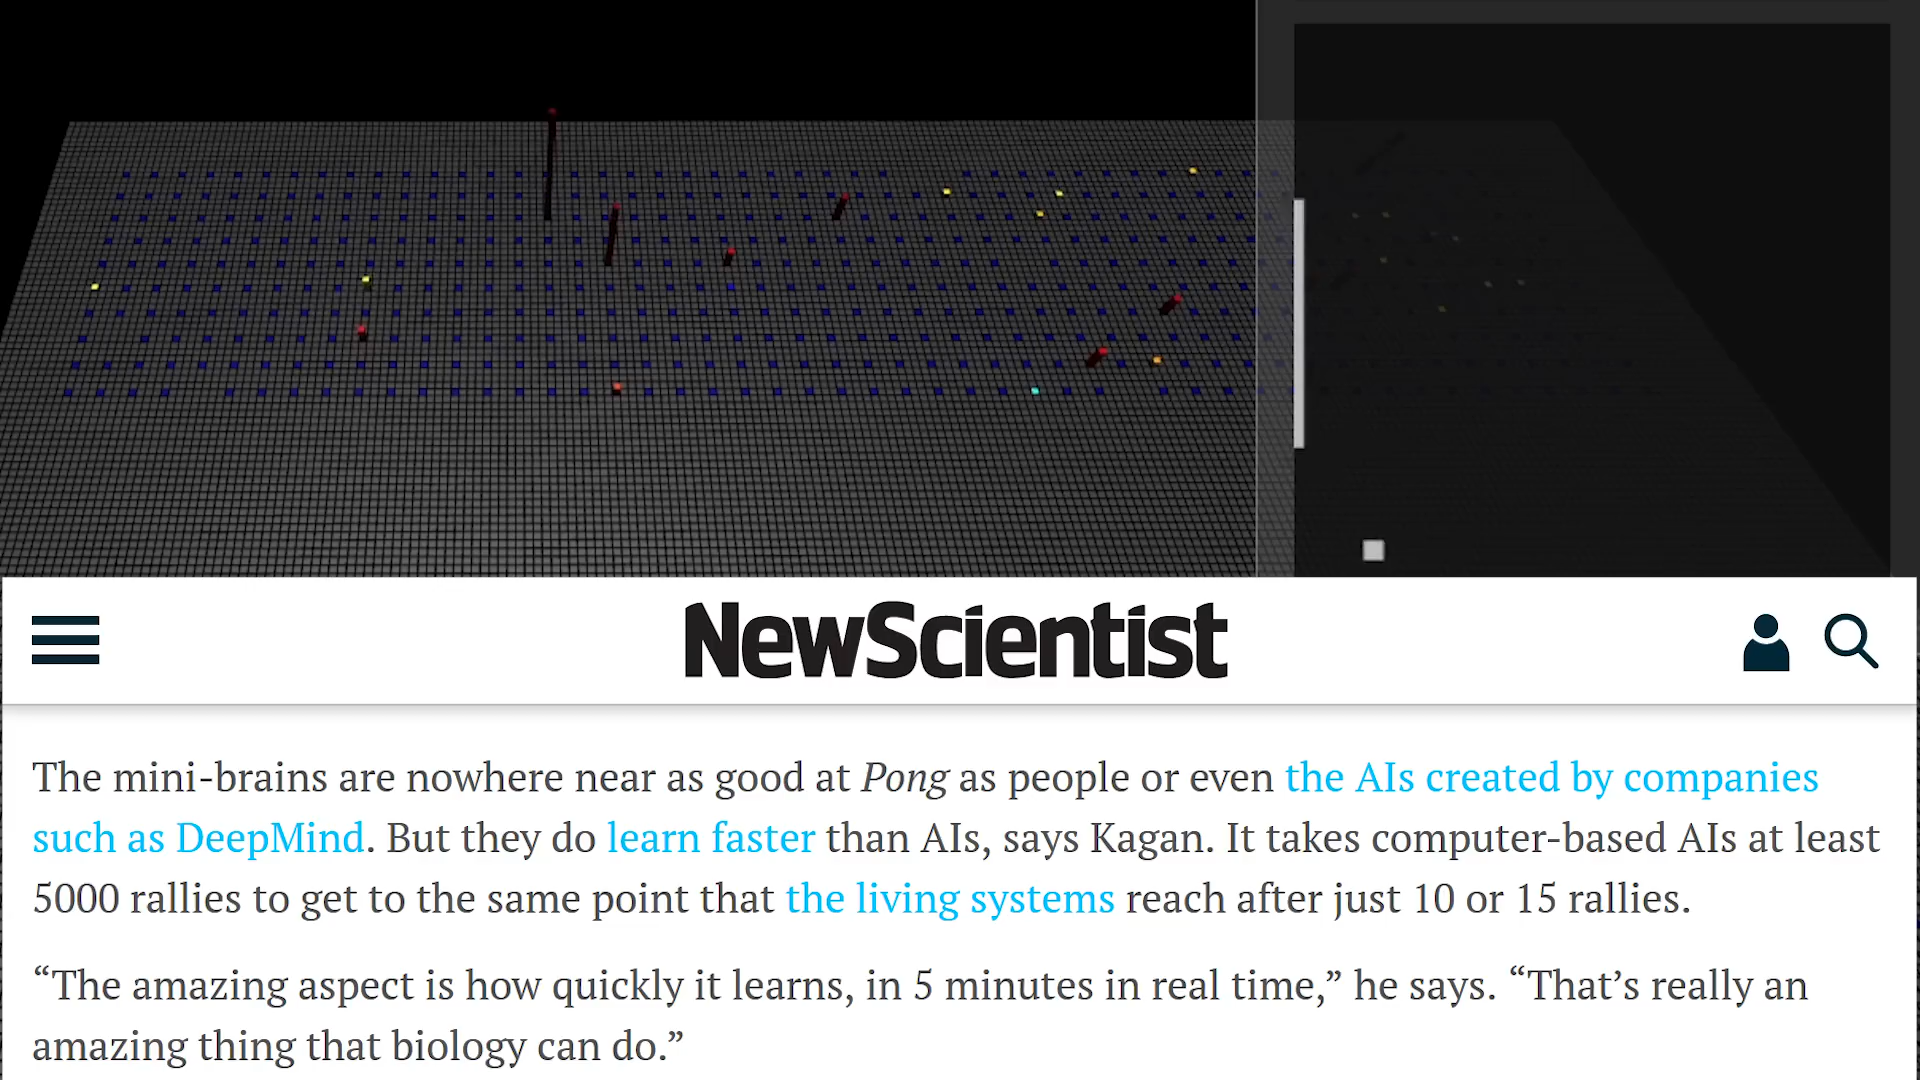 NewScientist
The mini-brains are nowhere near as good at Pong as people or even the AIs created by companies
such as DeepMind. But they do learn faster than AIs, says Kagan. It takes computer-based AIs at least
5000 rallies to get to the same point that the living systems reach after just 10 or 15 rallies.
“The amazing aspect is how quickly it learns, in 5 minutes in real time,” he says. “That’s really an
amazing thing that biology can do.”